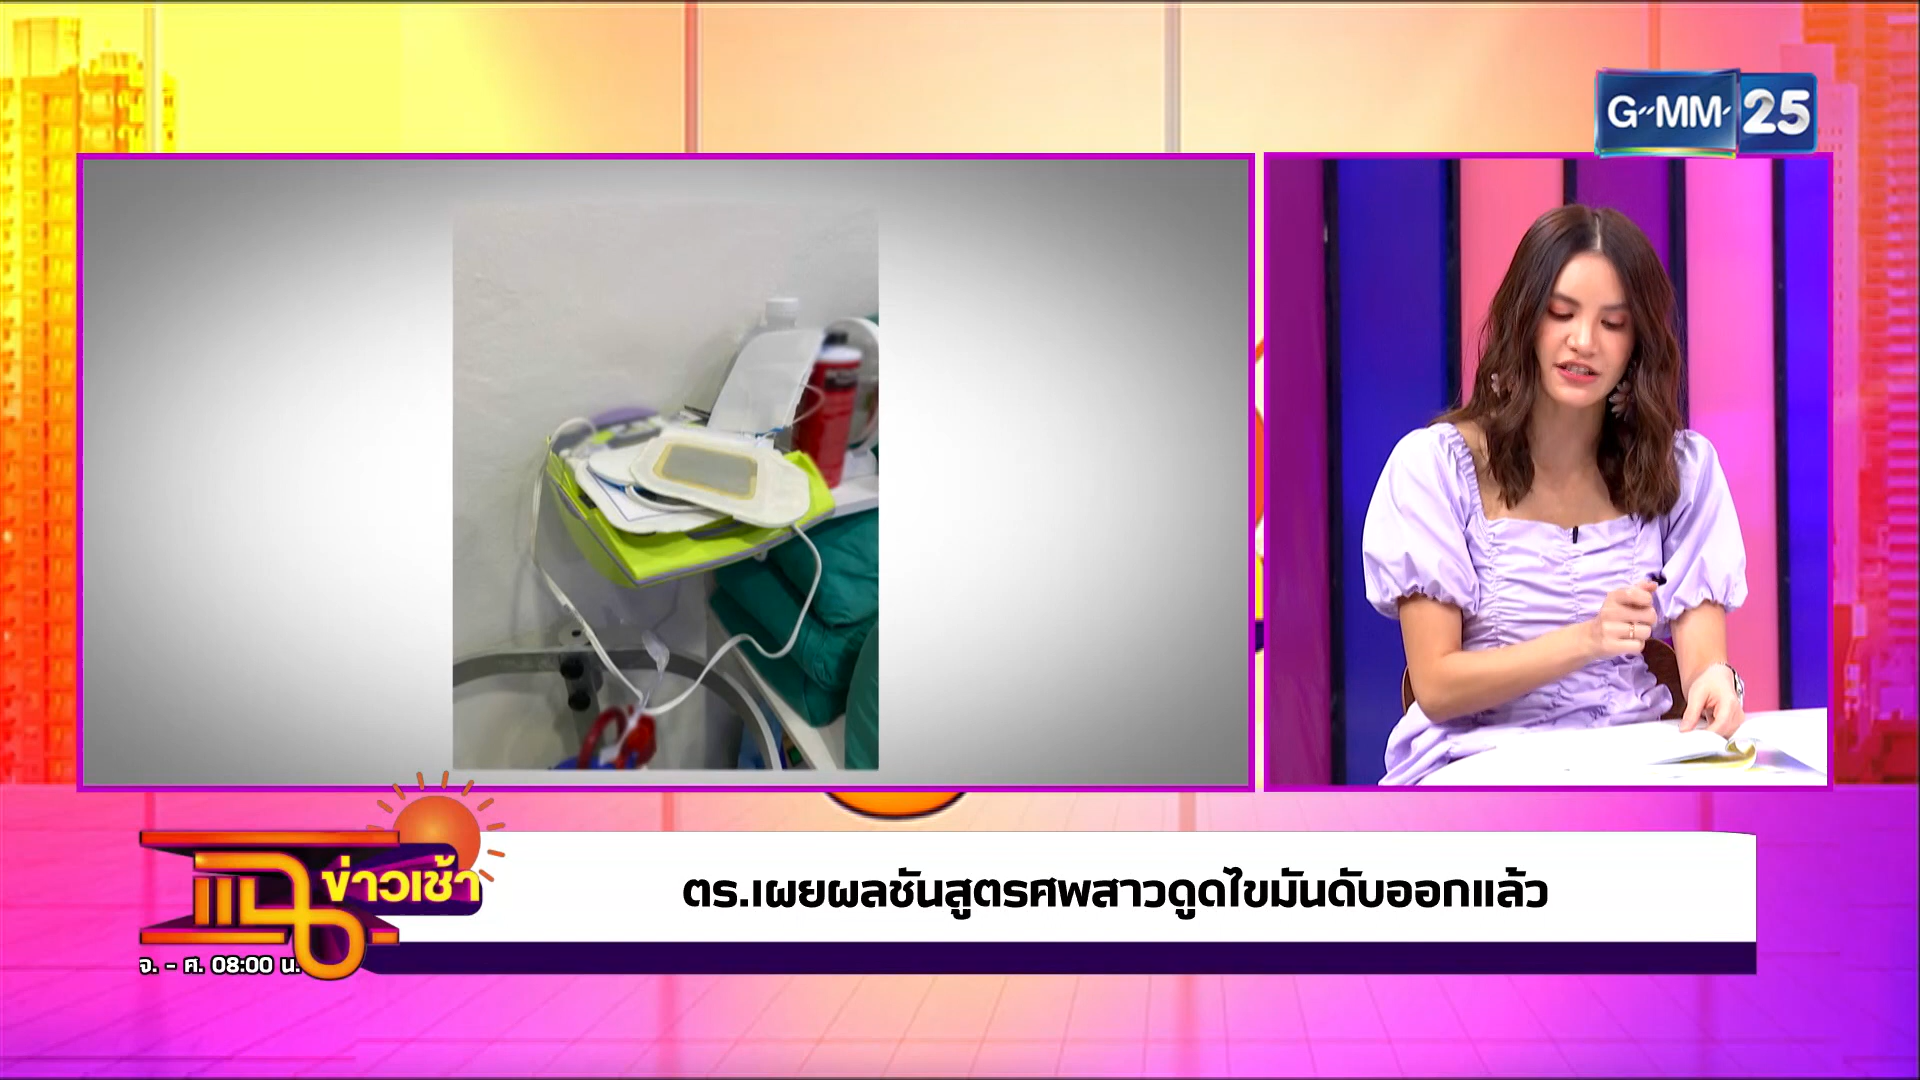 GMM 25
ตร.เผยผลชันสูตรศพสาวดูดไขมันดับออกแล้ว
แฉ ข่าวเช้า
จ. - ศ. 08:00 น.